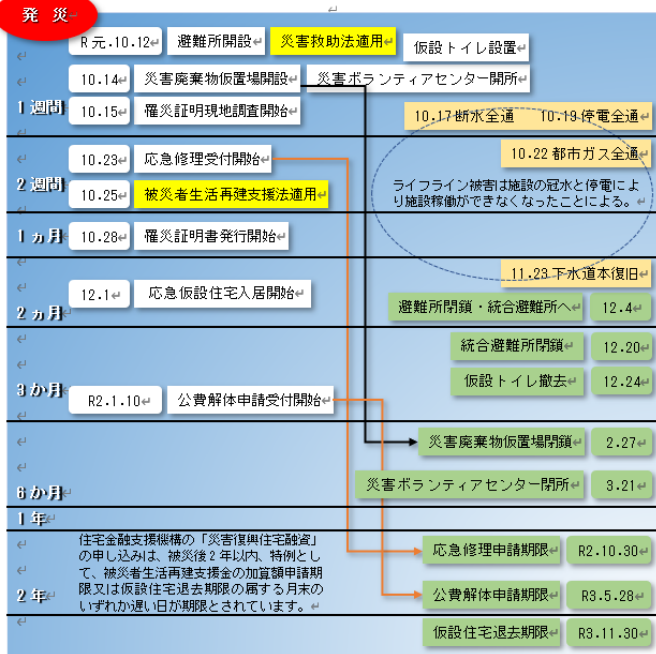 発 災
R元.10.12 避難所開設 災害救助法適用 仮設トイレ設置
10.14 災害廃棄物仮置場開設 災害ボランティアセンター開所
1週間 10.15 罹災証明現地調査開始 10.17断水全通 10.19停電全通
10.23 応急修理受付開始 10.22都市ガス全通
2週間 10.25 被災者生活再建支援法適用
ライフライン被害は施設の冠水と停電によ
り施設稼働ができなくなったことによる。
1ヵ月 10.28 罹災証明書発行開始
11.23下水道本復旧
12.1 応急仮設住宅入居開始
2ヵ月 避難所閉鎖・統合避難所へ 12.4
統合避難所閉鎖 12.20
3か月 仮設トイレ撤去 12.24
R2.1.10 公費解体申請受付開始
災害廃棄物仮置場閉鎖 2.27
6か月 災害ボランティアセンター閉所 3.21
1年
住宅金融支援機構の「災害復興住宅融資」
の申し込みは、被災後2年以内、特例とし
て、被災者生活再建支援金の加算額申請期
限又は仮設住宅退去期限の属する月末の
いずれか遅い日が期限とされています。
応急修理申請期限 R2.10.30
2年 公費解体申請期限 R3.5.28
仮設住宅退去期限 R3.11.30